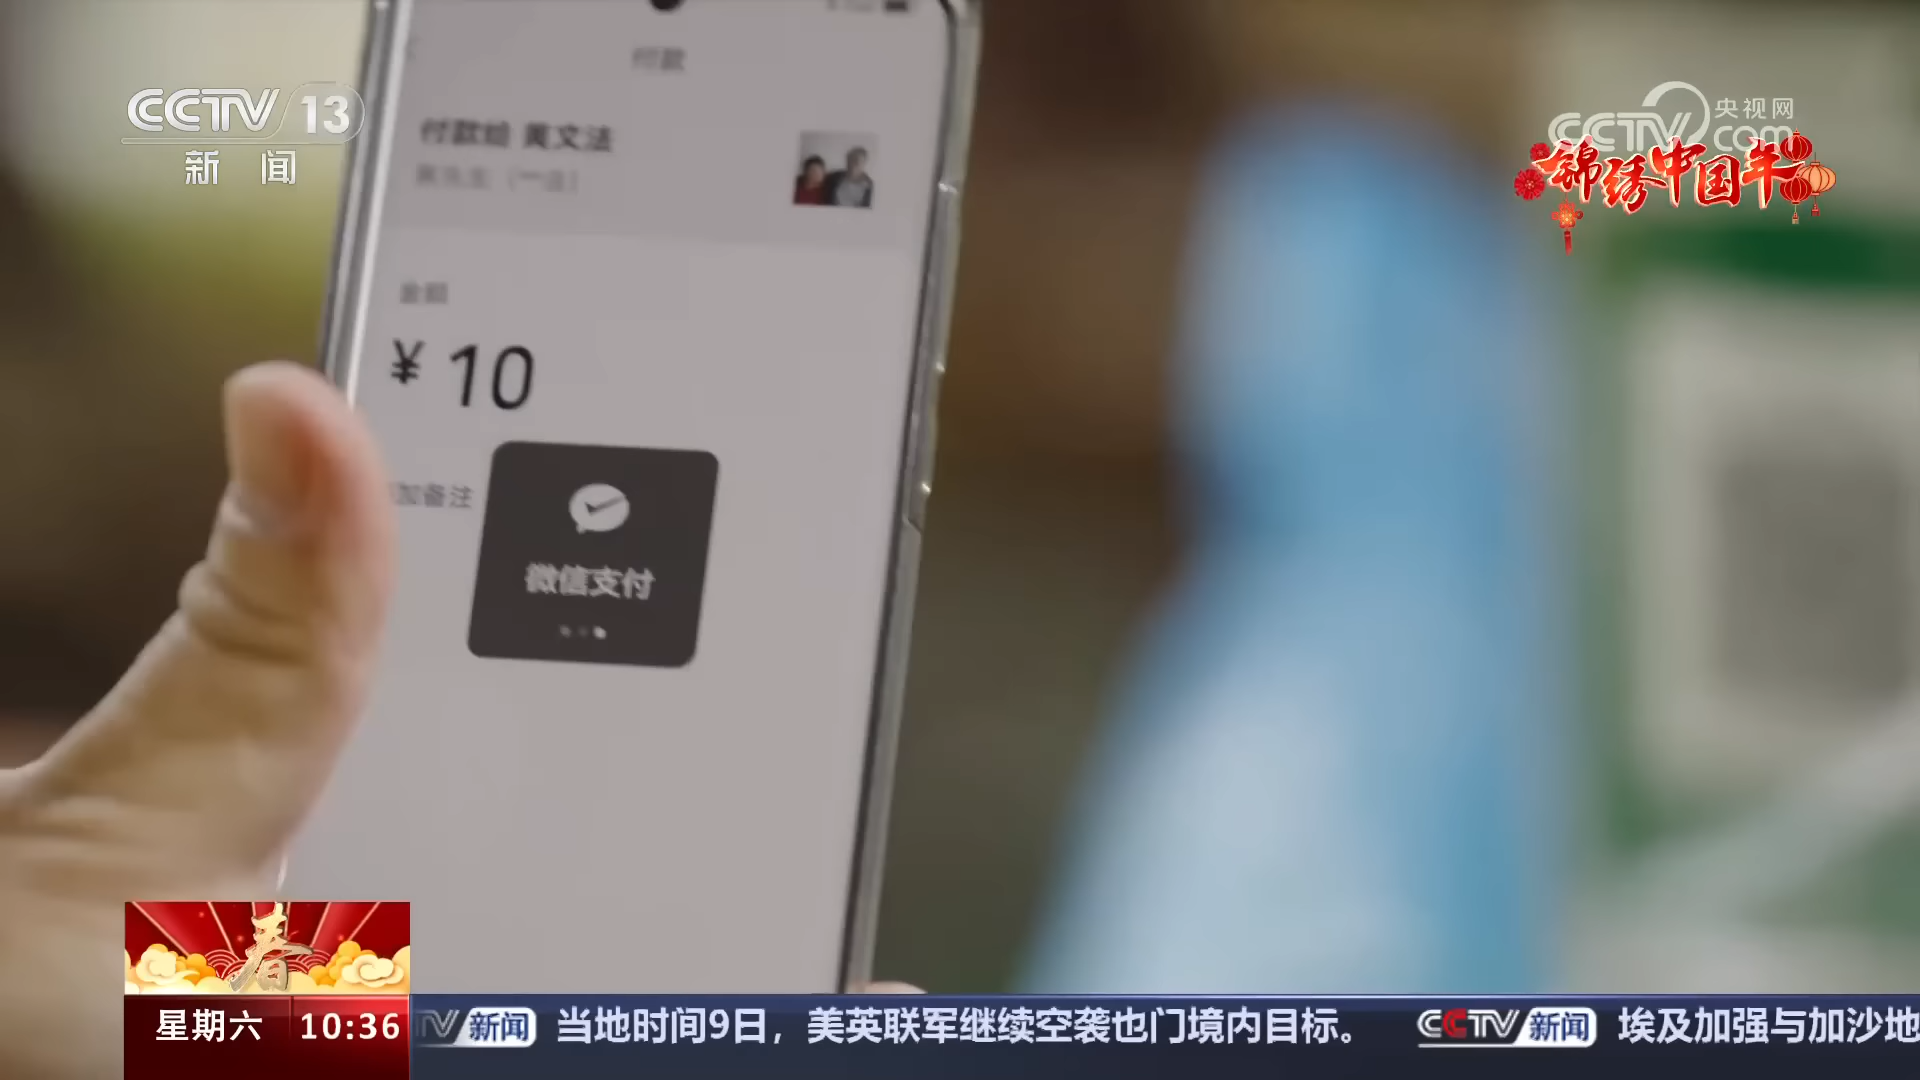 CCTV 13
新闻
央视网
CCTV.com
锦绣中国年
付款
付款给 黄文法
金额
¥ 10
加备注
微信支付
春
星期六 10:36
TV 新闻 当地时间9日，美英联军继续空袭也门境内目标。 CCTV 新闻 埃及加强与加沙地